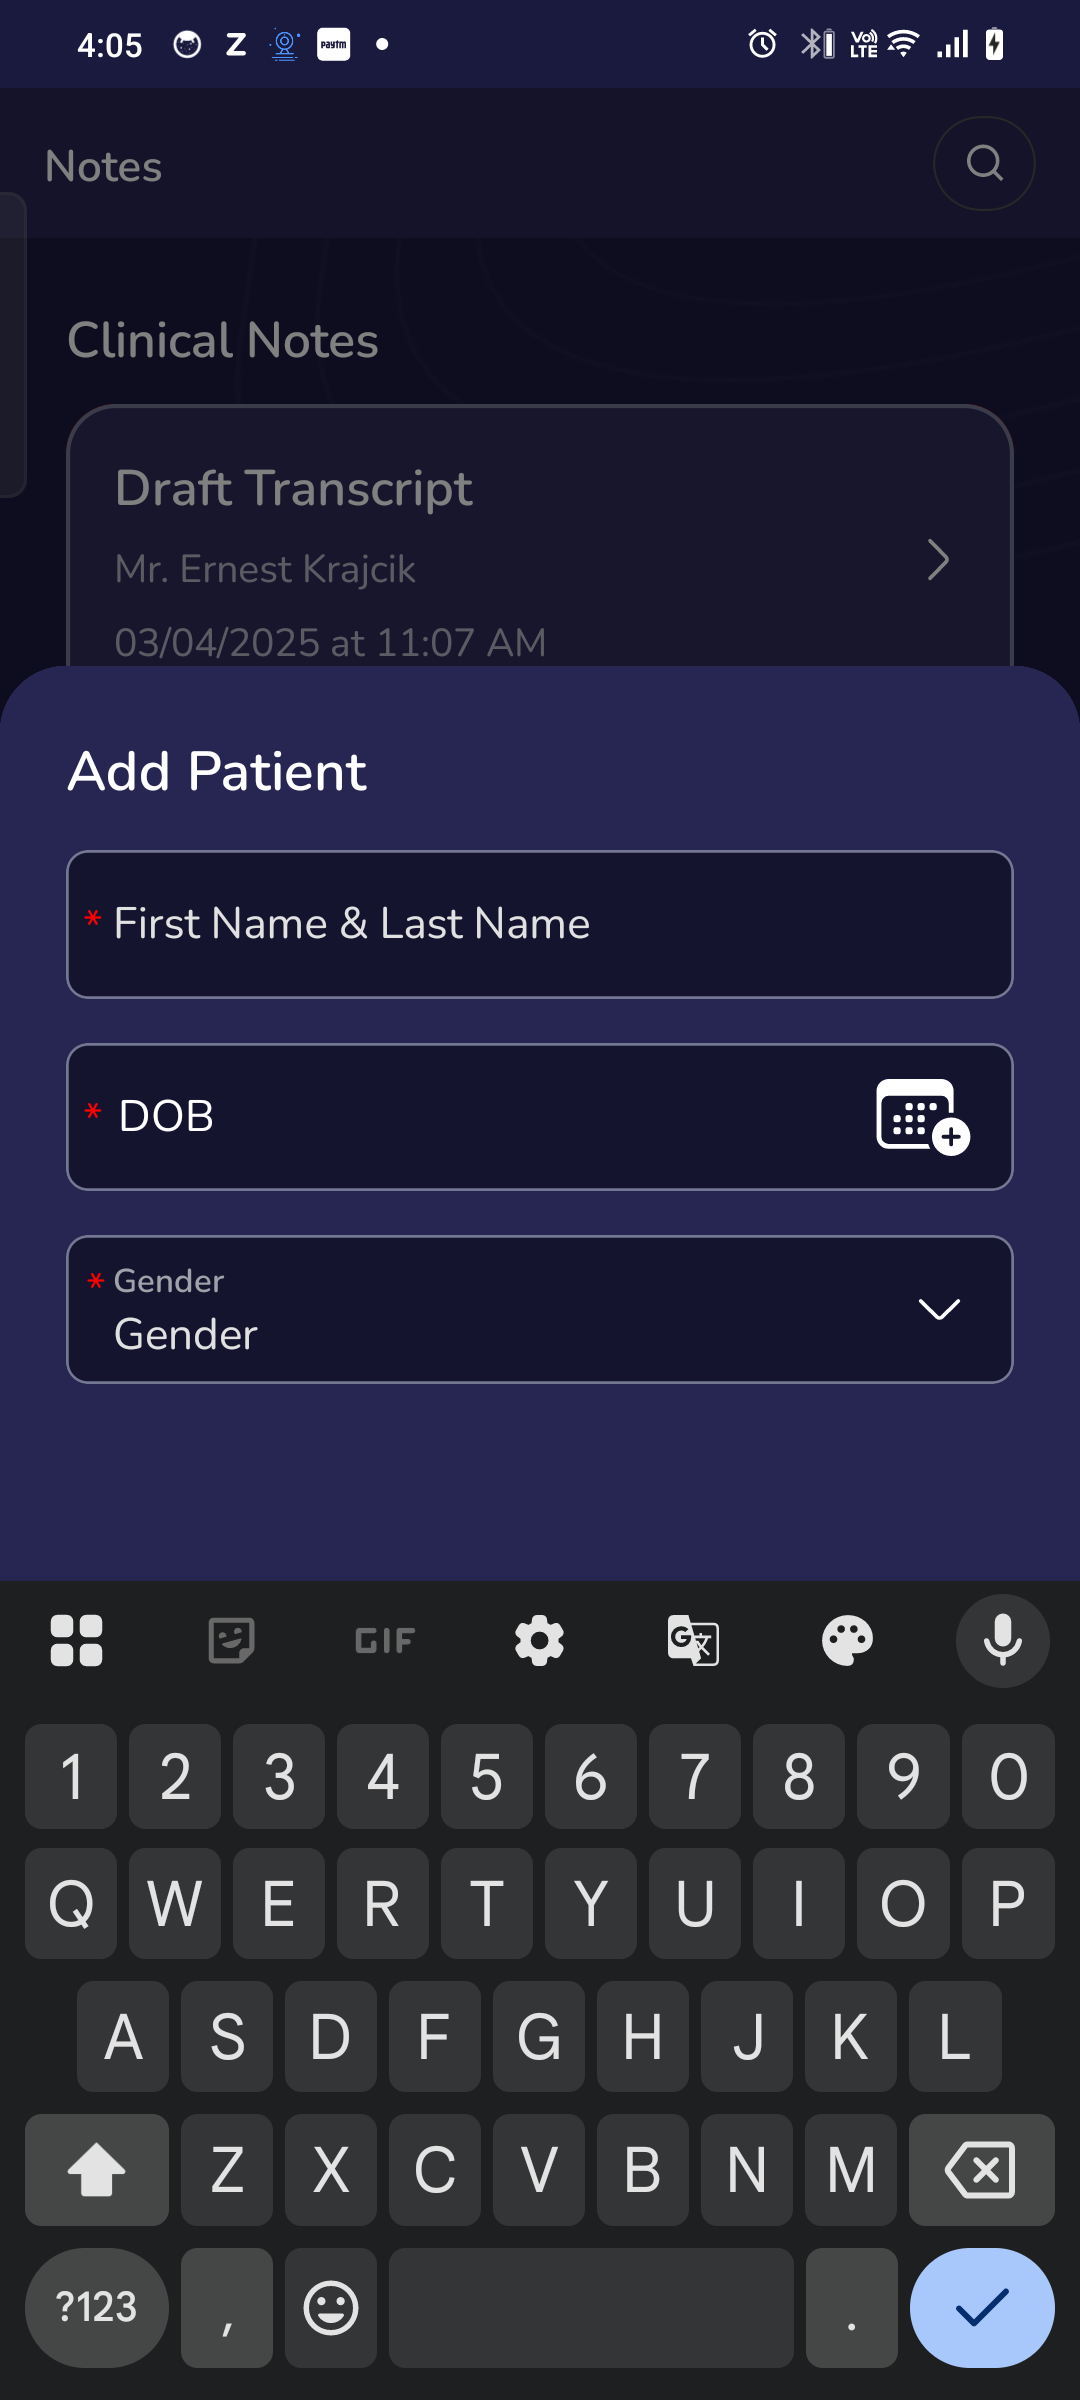 4:05 Z paytm VoLTE
Notes
Clinical Notes
Draft Transcript
Mr. Ernest Krajcik
03/04/2025 at 11:07 AM
Add Patient
* First Name & Last Name
* DOB
* Gender
Gender
GIF G 文
1 2 3 4 5 6 7 8 9 0
Q W E R T Y U I O P
A S D F G H J K L
Z X C V B N M
?123 , .